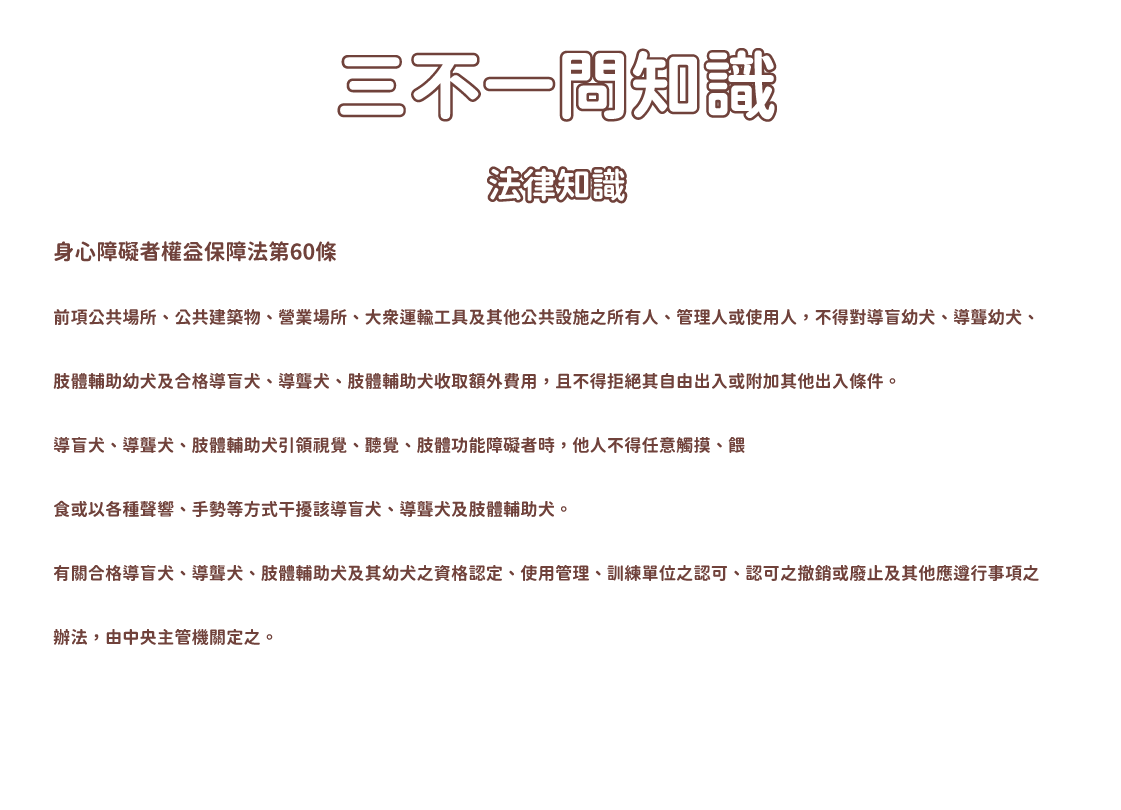 三不一問知識
法律知識
身心障礙者權益保障法第60條
前項公共場所、公共建築物、營業場所、大衆運輸工具及其他公共設施之所有人、管理人或使用人，不得對導盲幼犬、導聾幼犬、
肢體輔助幼犬及合格導盲犬、導聾犬、肢體輔助犬收取額外費用，且不得拒絕其自由出入或附加其他出入條件。
導盲犬、導聾犬、肢體輔助犬引領視覺、聽覺、肢體功能障礙者時，他人不得任意觸摸、餵
食或以各種聲響、手勢等方式干擾該導盲犬、導聾犬及肢體輔助犬。
有關合格導盲犬、導聾犬、肢體輔助犬及其幼犬之資格認定、使用管理、訓練單位之認可、認可之撤銷或廢止及其他應遵行事項之
辦法，由中央主管機關定之。